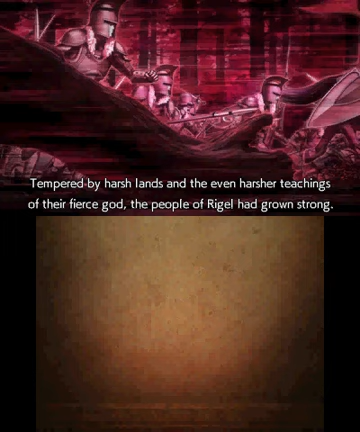 Tempered by harsh lands and the even harsher teachings
of their fierce god, the people of Rigel had grown strong.